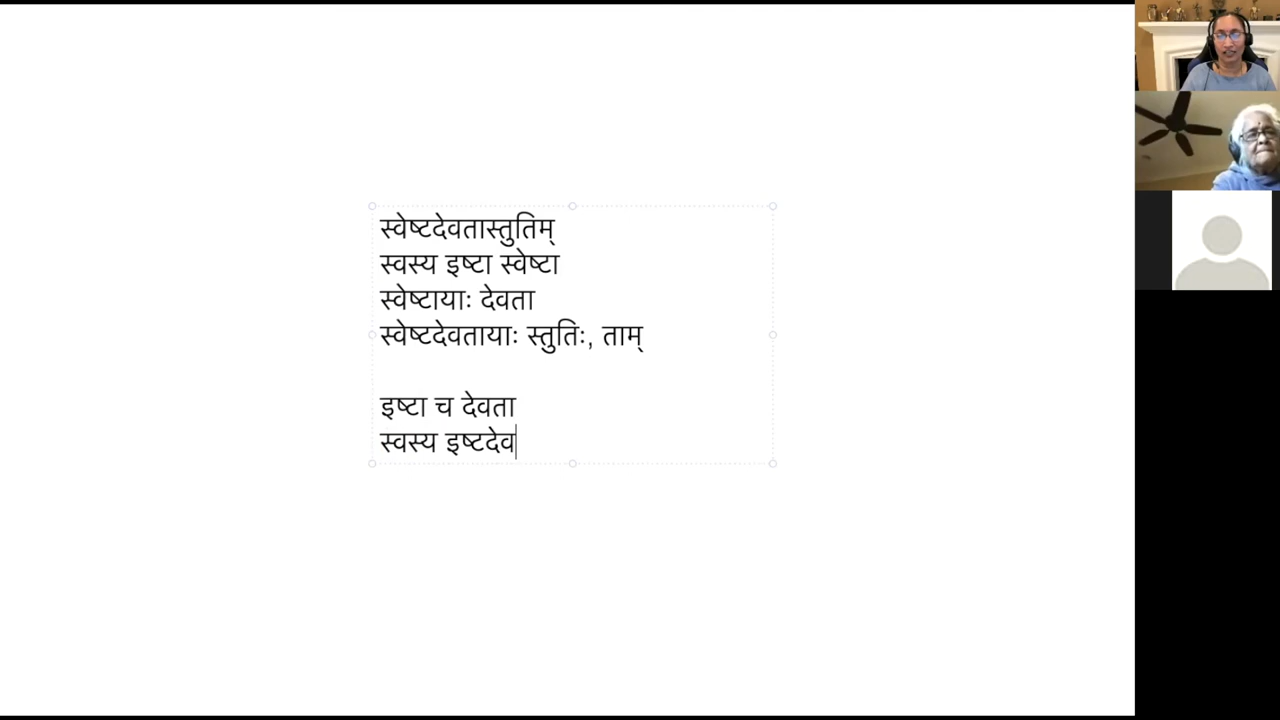 स्वेष्टदेवतास्तुतिम्
स्वस्य इष्टा स्वेष्टा
स्वेष्टायाः देवता
स्वेष्टदेवतायाः स्तुतिः, ताम्
इष्टा च देवता
स्वस्य इष्टदेव